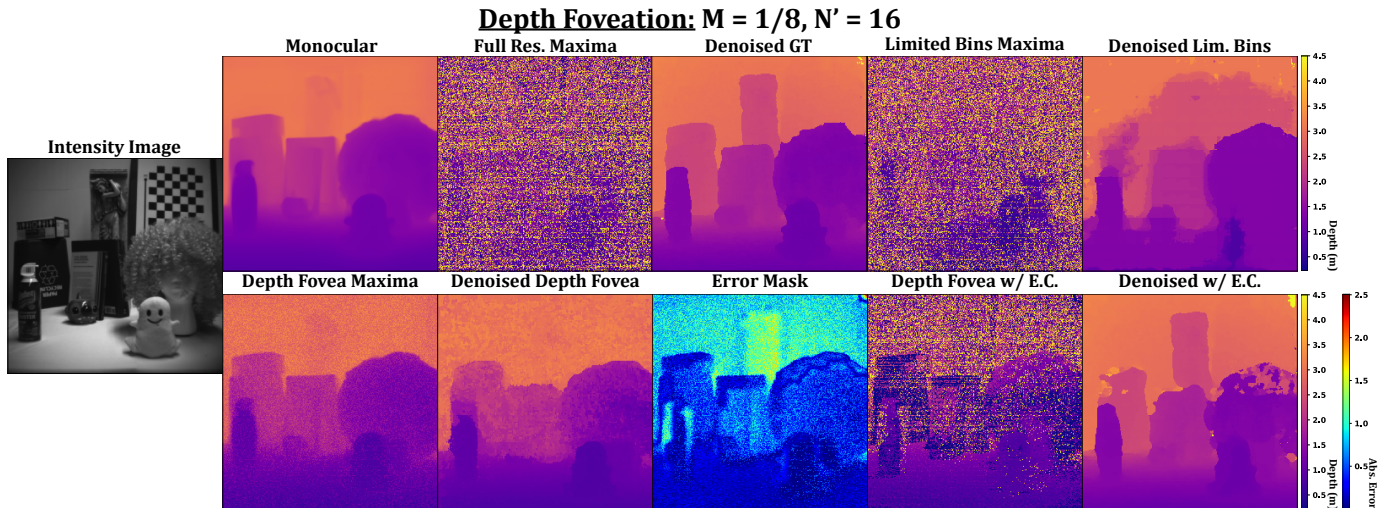 Depth Foveation: M = 1/8, N' = 16
Monocular
Full Res. Maxima
Denoised GT
Limited Bins Maxima
Denoised Lim. Bins
Intensity Image
4.5
4.0
3.5
3.0
2.5
2.0
1.5
1.0
0.5
Depth (m)
Depth Fovea Maxima
Denoised Depth Fovea
Error Mask
Depth Fovea w/ E.C.
Denoised w/ E.C.
4.5
4.0
3.5
3.0
2.5
2.0
1.5
1.0
0.5
Depth (m)
2.5
2.0
1.5
1.0
0.5
Abs. Error